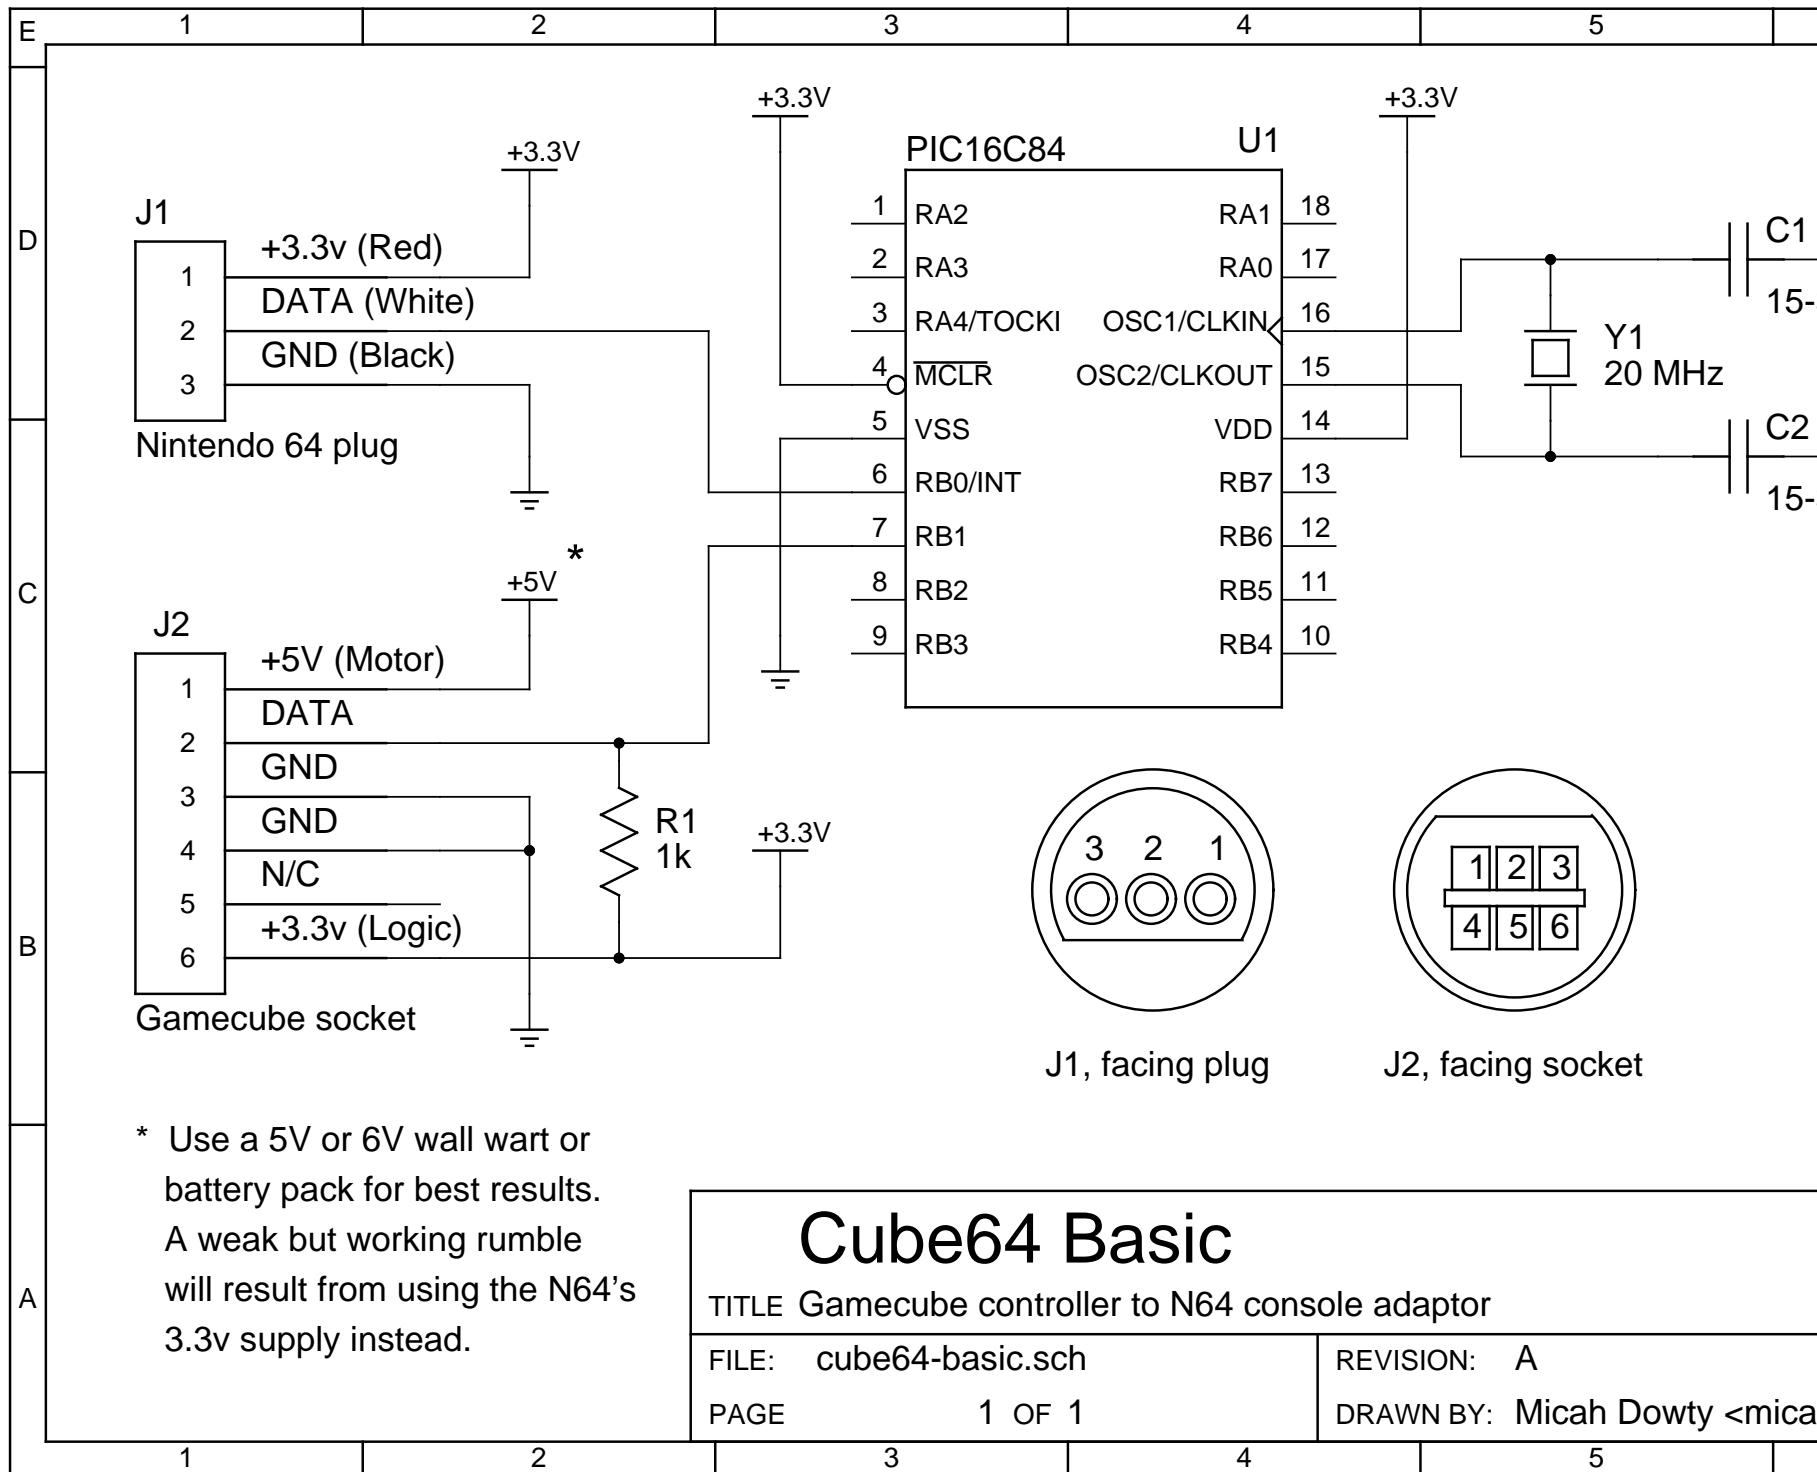 1 2 3 4 5
E
D
C
B
A
J1
+3.3V
+3.3v (Red)
1
DATA (White)
2
GND (Black)
3
Nintendo 64 plug
*
+5V
J2
+5V (Motor)
1
DATA
2
GND
3
GND
4
N/C
5
+3.3v (Logic)
6
Gamecube socket
R1
1k
+3.3V
+3.3V
PIC16C84 U1
+3.3V
1 RA2 RA1 18
2 RA3 RA0 17
3 RA4/TOCKI OSC1/CLKIN 16
4 MCLR OSC2/CLKOUT 15
5 VSS VDD 14
6 RB0/INT RB7 13
7 RB1 RB6 12
8 RB2 RB5 11
9 RB3 RB4 10
C1
15-
Y1
20 MHz
C2
15-
3 2 1
J1, facing plug
1 2 3
4 5 6
J2, facing socket
* Use a 5V or 6V wall wart or
battery pack for best results.
A weak but working rumble
will result from using the N64's
3.3v supply instead.
Cube64 Basic
TITLE Gamecube controller to N64 console adaptor
FILE: cube64-basic.sch
REVISION: A
PAGE 1 OF 1
DRAWN BY: Micah Dowty <mica
1 2 3 4 5